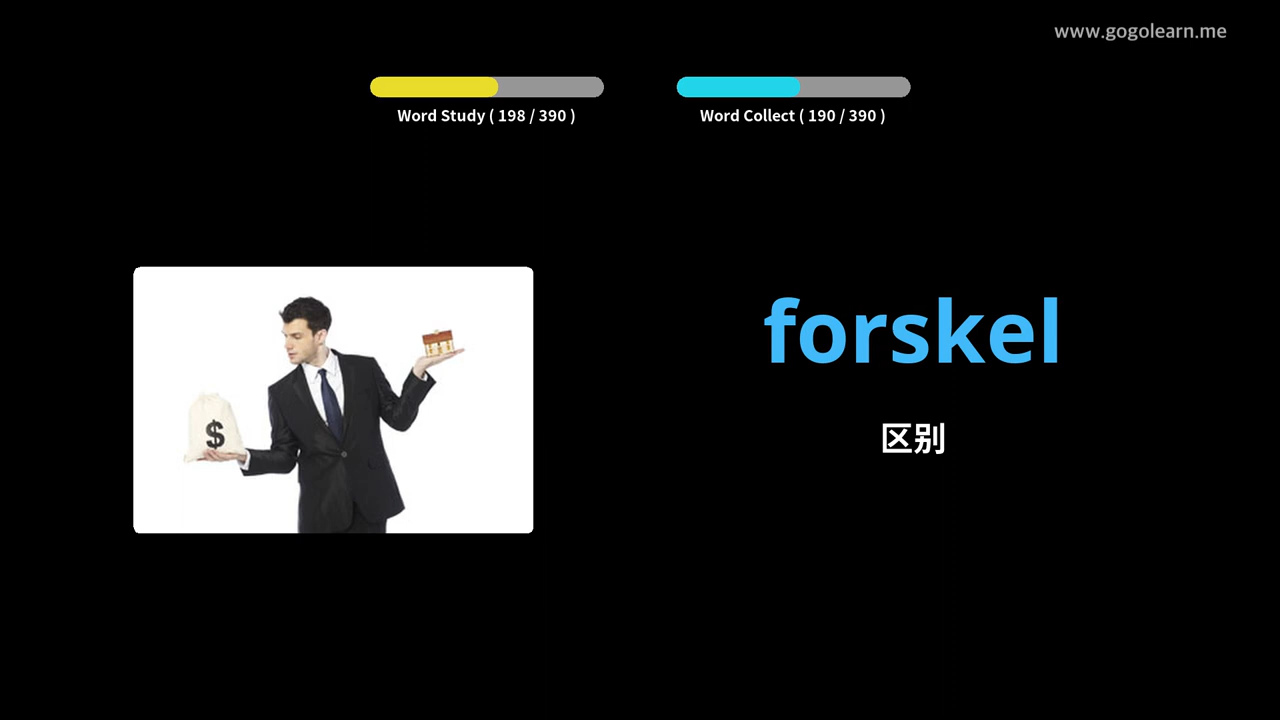 www.gogolearn.me
Word Study ( 198 / 390 )
Word Collect ( 190 / 390 )
$
forskel
区别